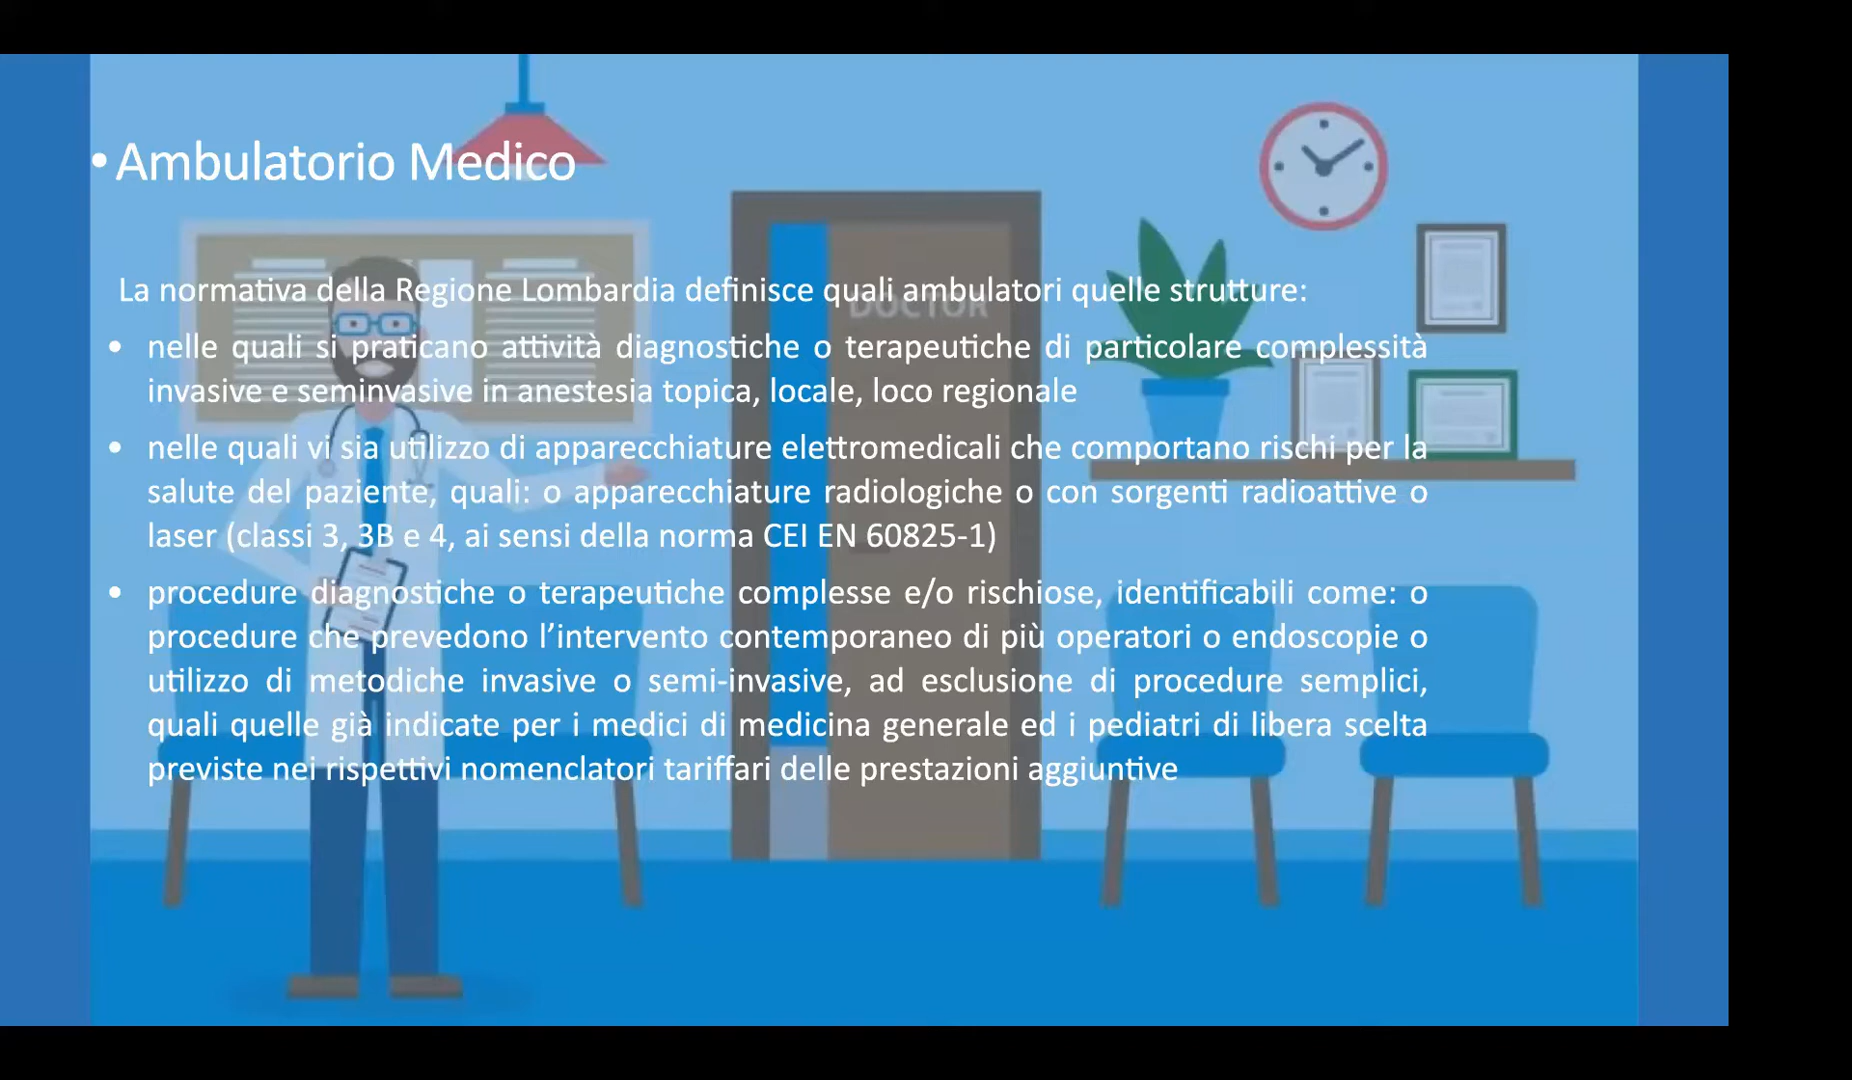 • Ambulatorio Medico
La normativa della Regione Lombardia definisce quali ambulatori quelle strutture:
DOCTOR
• nelle quali si praticano attività diagnostiche o terapeutiche di particolare complessità
invasive e seminvasive in anestesia topica, locale, loco regionale
• nelle quali vi sia utilizzo di apparecchiature elettromedicali che comportano rischi per la
salute del paziente, quali: o apparecchiature radiologiche o con sorgenti radioattive o
laser (classi 3, 3B e 4, ai sensi della norma CEI EN 60825-1)
• procedure diagnostiche o terapeutiche complesse e/o rischiose, identificabili come: o
procedure che prevedono l’intervento contemporaneo di più operatori o endoscopie o
utilizzo di metodiche invasive o semi-invasive, ad esclusione di procedure semplici,
quali quelle già indicate per i medici di medicina generale ed i pediatri di libera scelta
previste nei rispettivi nomenclatori tariffari delle prestazioni aggiuntive